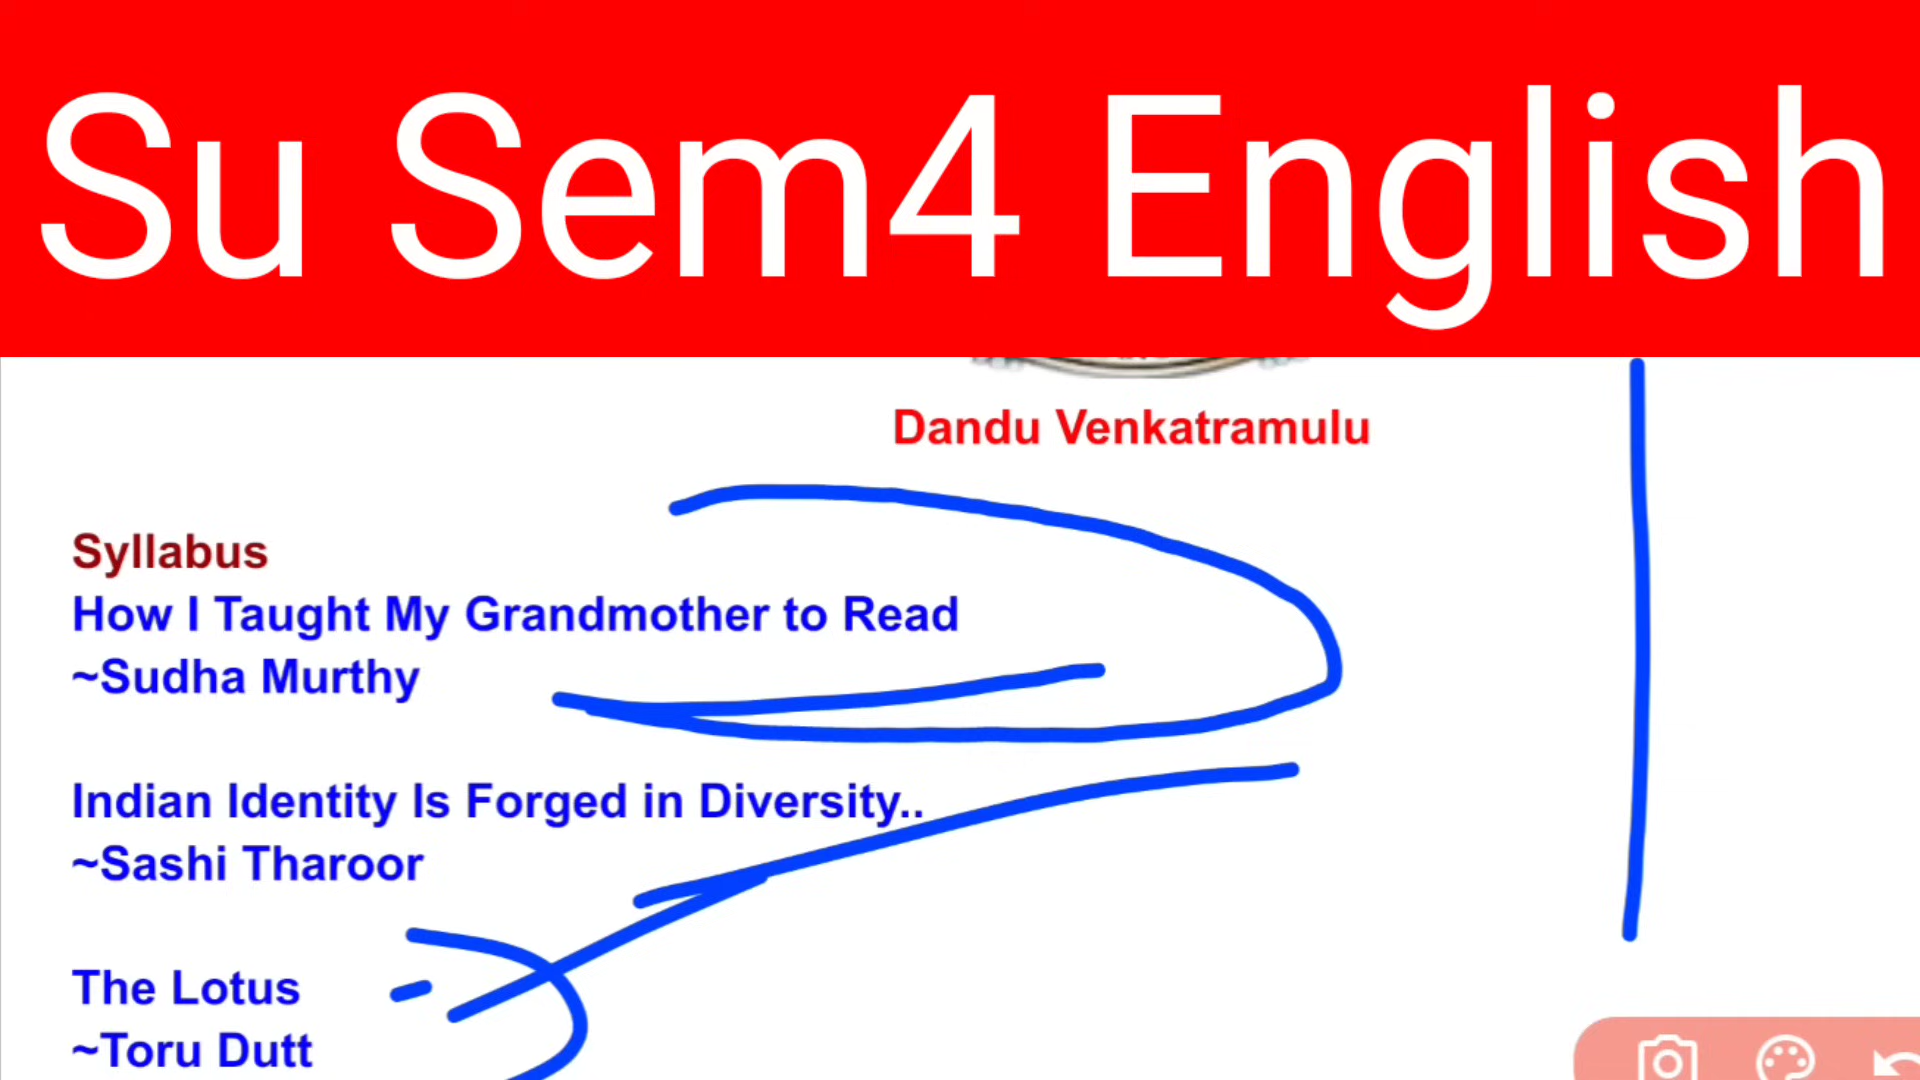 Su Sem4 English
Dandu Venkatramulu
Syllabus
How I Taught My Grandmother to Read
~Sudha Murthy
Indian Identity Is Forged in Diversity..
~Sashi Tharoor
The Lotus
~Toru Dutt